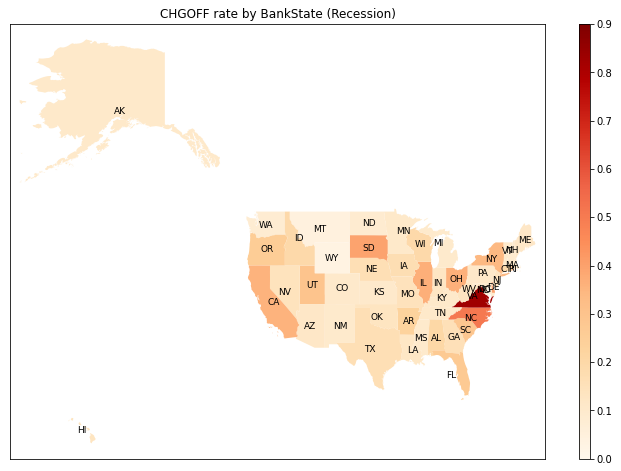 CHGOFF rate by BankState (Recession)
0.9
0.8
0.7
0.6
0.5
0.4
0.3
0.2
0.1
0.0
AK
HI
WA
MT
ND
MN
ME
OR
ID
SD
WI
MI
VT
NH
WY
NY
MA
NE
IA
PA
CT
RI
NV
UT
CO
IL
IN
OH
NJ
CA
KS
MO
KY
WV
VA
DE
AZ
NM
OK
AR
TN
NC
SC
TX
LA
MS
AL
GA
FL